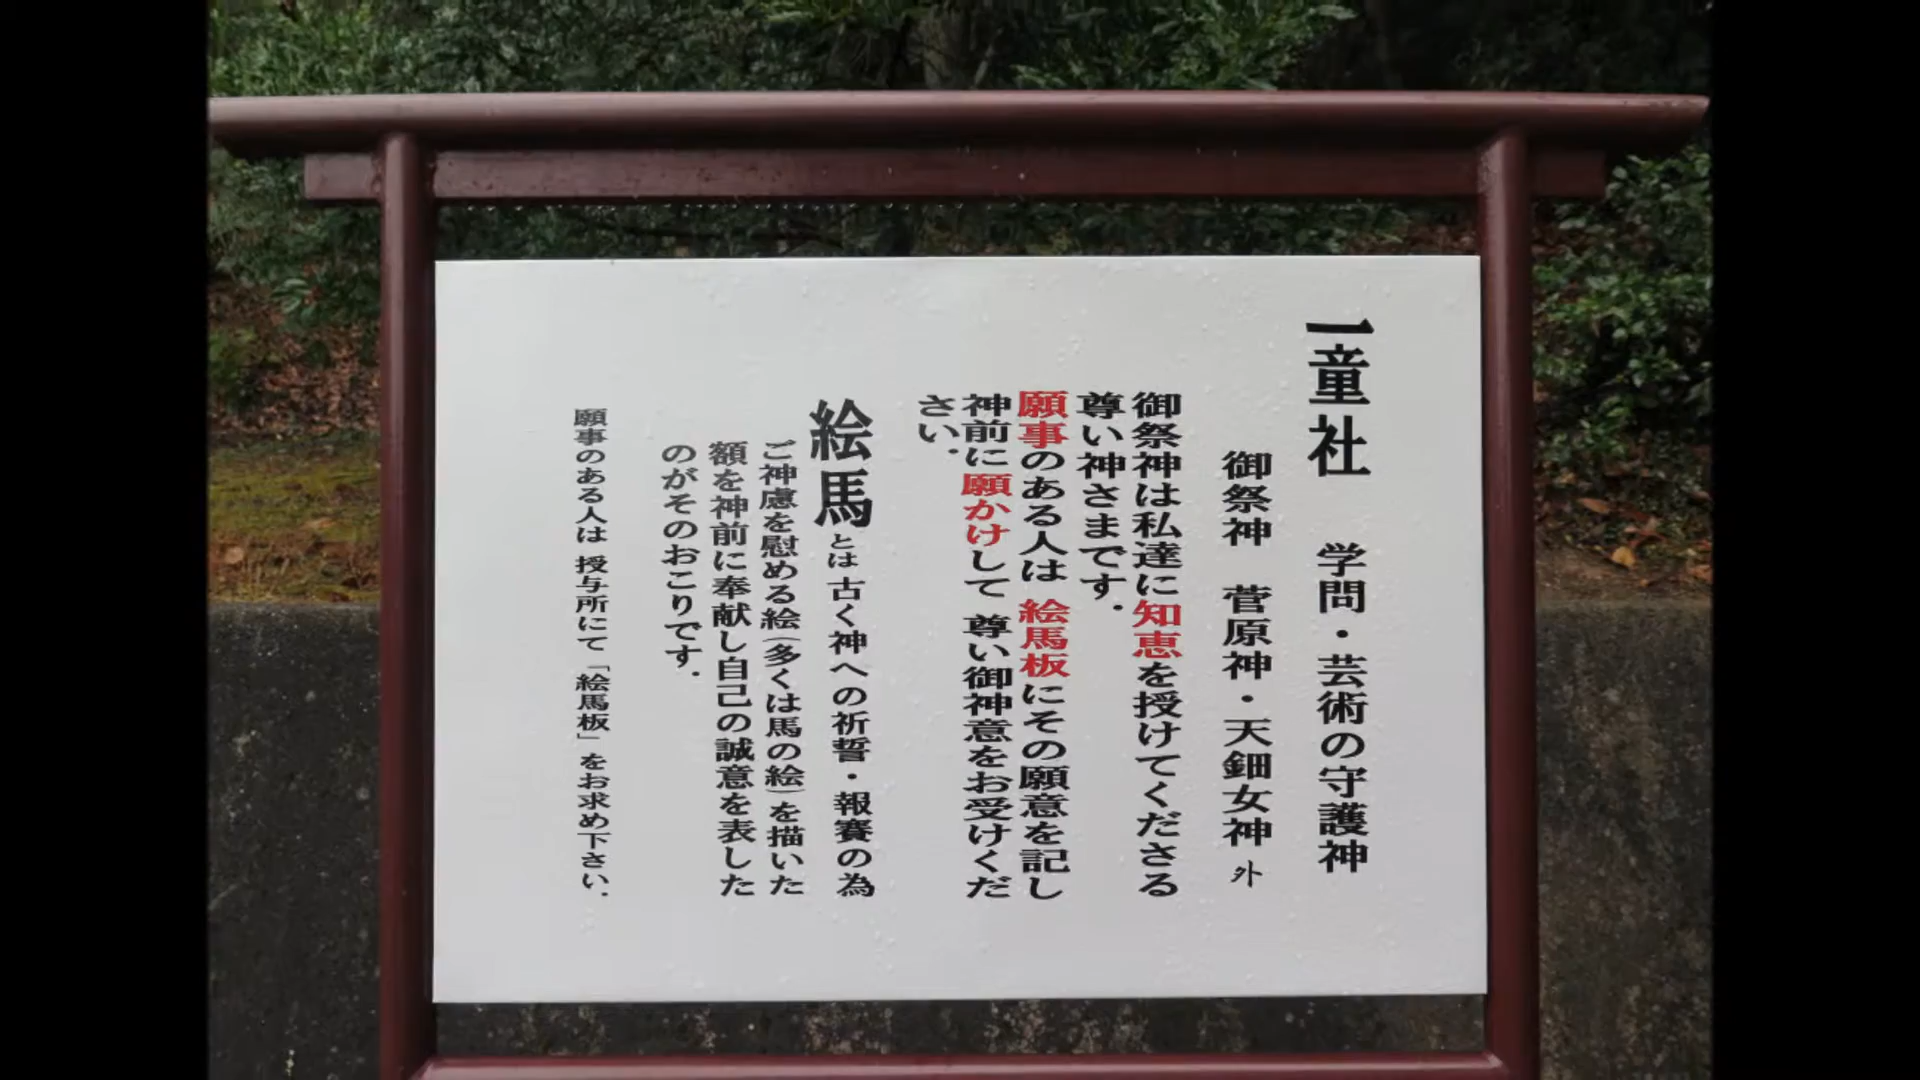 一童社　学問・芸術の守護神
御祭神　菅原神・天鈿女神 外
御祭神は私達に知恵を授けてくださる
尊い神さまです.
願事のある人は 絵馬板にその願意を記し
神前に願かけして 尊い御神意をお受けくだ
さい.
絵馬とは古く神への祈誓・報賽の為
ご神慮を慰める絵(多くは馬の絵)を描いた
額を神前に奉献し自己の誠意を表した
のがそのおこりです.
願事のある人は 授与所にて「絵馬板」をお求め下さい.